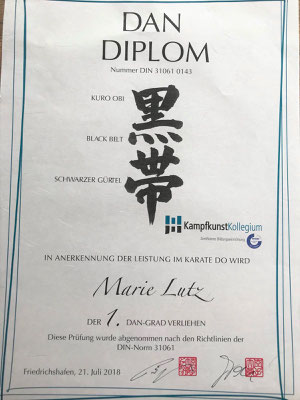 DAN
DIPLOM
Nummer DIN 31061 0143
KURO OBI
黒帯
BLACK BELT
SCHWARZER GÜRTEL
KampfkunstKollegium
Zertifizierte Bildungseinrichtung
IN ANERKENNUNG DER LEISTUNG IM KARATE DO WIRD
Marie Lutz
DER 1. DAN-GRAD VERLIEHEN
Diese Prüfung wurde abgenommen nach den Richtlinien der
DIN-Norm 31061
Friedrichshafen, 21. Juli 2018